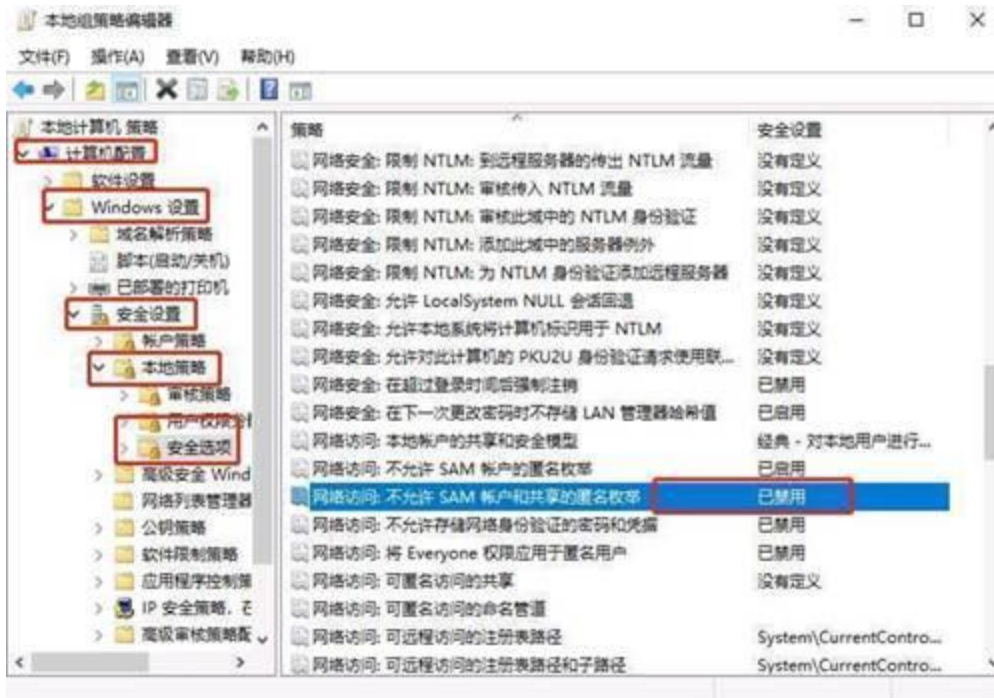 本地组策略编辑器
文件(F) 操作(A) 查看(V) 帮助(H)
本地计算机 策略
计算机配置
软件设置
Windows 设置
域名解析策略
脚本(启动/关机)
已部署的打印机
安全设置
帐户策略
本地策略
审核策略
用户权限分配
安全选项
高级安全 Wind
网络列表管理器
公钥策略
软件限制策略
应用程序控制策
IP 安全策略，在
高级审核策略配
策略 安全设置
网络安全: 限制 NTLM: 到远程服务器的传出 NTLM 流量 没有定义
网络安全: 限制 NTLM: 审核传入 NTLM 流量 没有定义
网络安全: 限制 NTLM: 审核此域中的 NTLM 身份验证 没有定义
网络安全: 限制 NTLM: 添加此域中的服务器例外 没有定义
网络安全: 限制 NTLM: 为 NTLM 身份验证添加远程服务器 没有定义
网络安全: 允许 LocalSystem NULL 会话回退 没有定义
网络安全: 允许本地系统将计算机标识用于 NTLM 没有定义
网络安全: 允许对此计算机的 PKU2U 身份验证请求使用联... 没有定义
网络安全: 在超过登录时间后强制注销 已禁用
网络安全: 在下一次更改密码时不存储 LAN 管理器哈希值 已启用
网络访问: 本地帐户的共享和安全模型 经典 - 对本地用户进行...
网络访问: 不允许 SAM 帐户的匿名枚举 已启用
网络访问: 不允许 SAM 帐户和共享的匿名枚举 已禁用
网络访问: 不允许存储网络身份验证的密码和凭据 已禁用
网络访问: 将 Everyone 权限应用于匿名用户 已禁用
网络访问: 可匿名访问的共享 没有定义
网络访问: 可匿名访问的命名管道
网络访问: 可远程访问的注册表路径 System\CurrentContro...
网络访问: 可远程访问的注册表路径和子路径 System\CurrentContro...